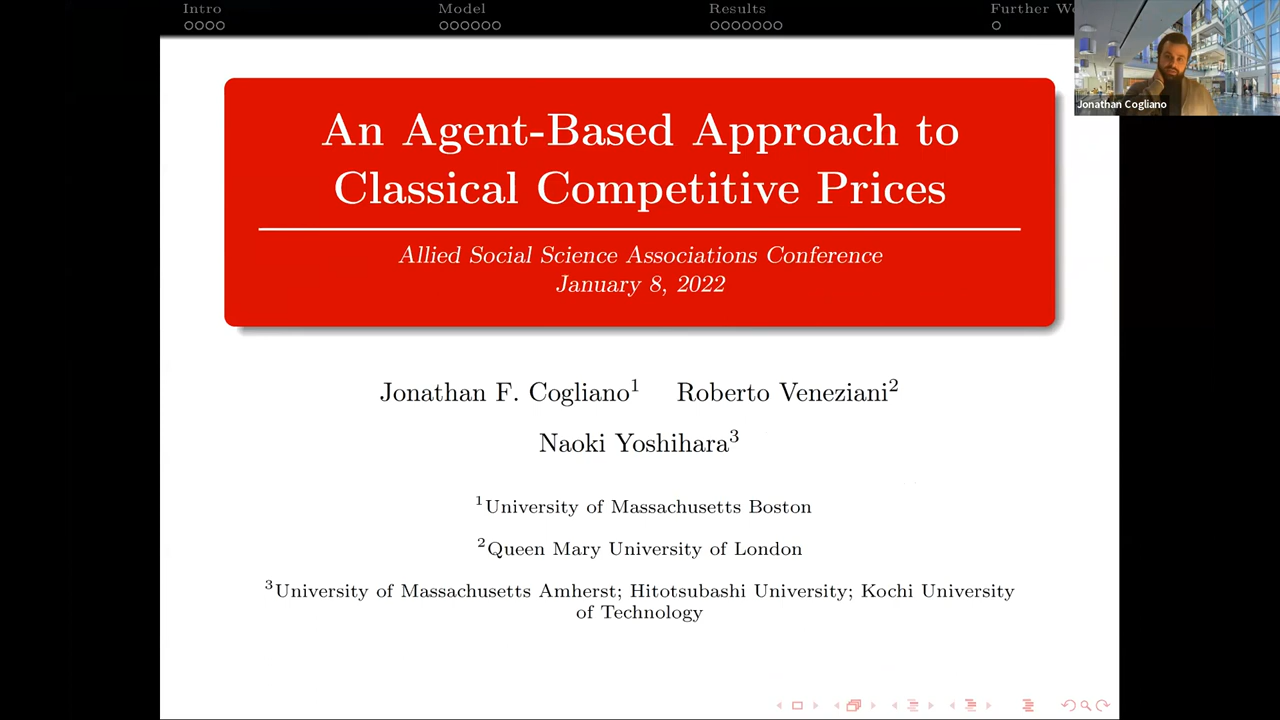 Intro
Model
Results
Further
Jonathan Cogliano
An Agent-Based Approach to
Classical Competitive Prices
Allied Social Science Associations Conference
January 8, 2022
Jonathan F. Cogliano¹ Roberto Veneziani²
Naoki Yoshihara³
¹University of Massachusetts Boston
²Queen Mary University of London
³University of Massachusetts Amherst; Hitotsubashi University; Kochi University
of Technology